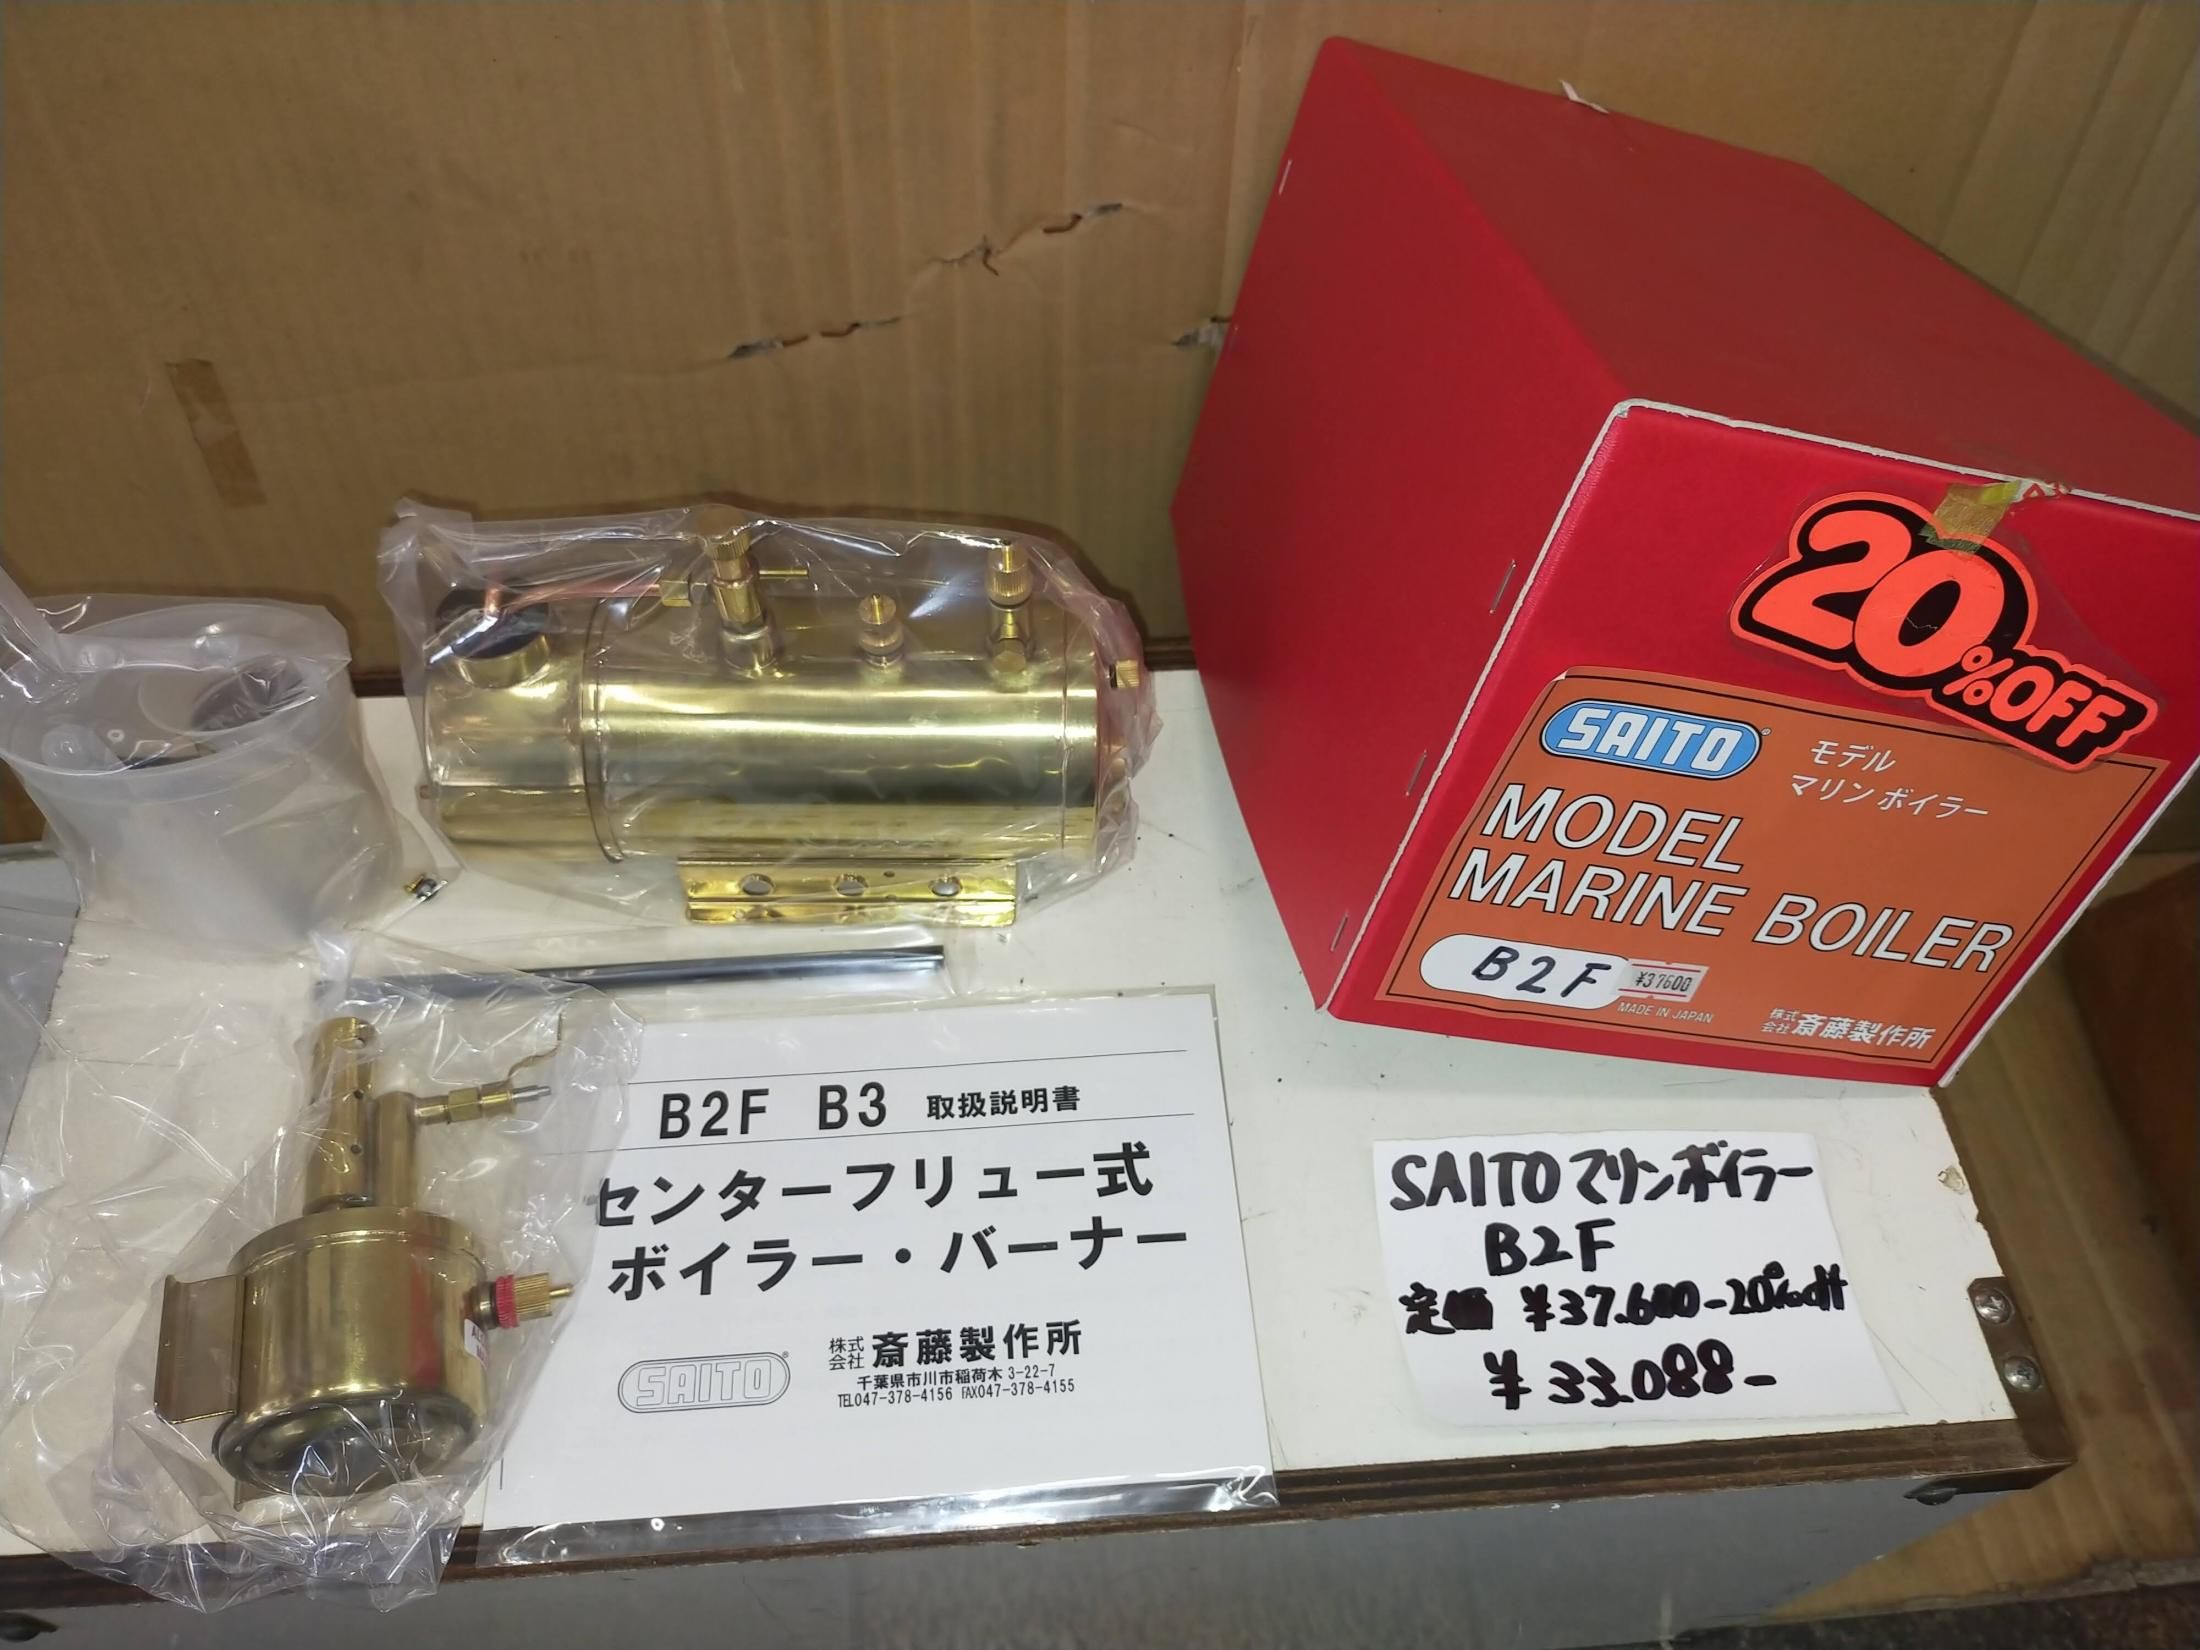 20%OFF
SAITO
モデル
マリン ボイラー
MODEL
MARINE BOILER
B2F
¥37600
MADE IN JAPAN
株式会社 斎藤製作所
B2F B3 取扱説明書
センターフリュー式
ボイラー・バーナー
SAITO
株式会社 斎藤製作所
千葉県市川市稲荷木 3-22-7
TEL047-378-4156 FAX047-378-4155
SAITO マリンボイラー
B2F
定価 ¥37.600-20%off
¥33.088-